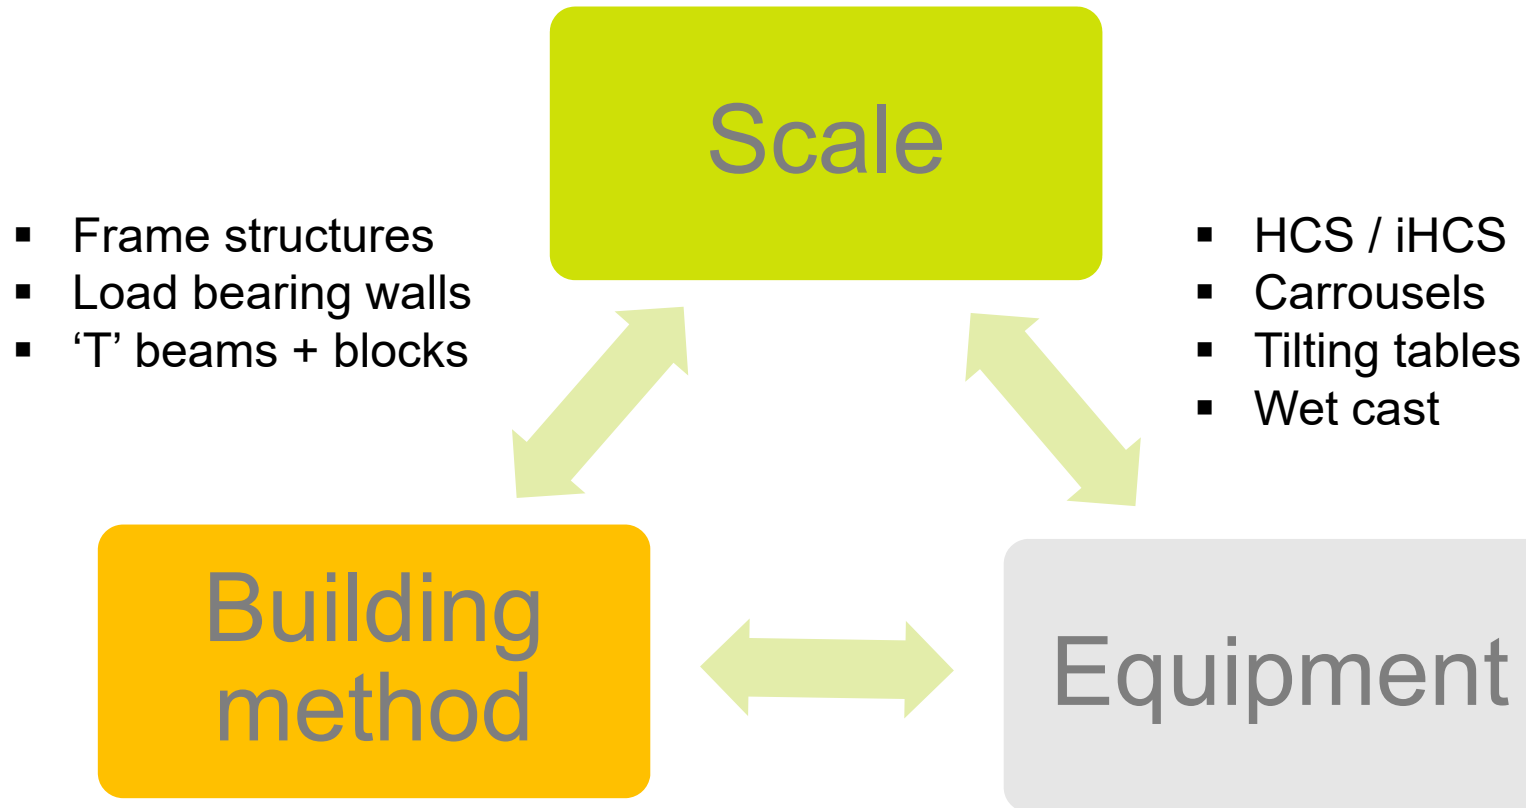 Scale
▪ Frame structures
▪ Load bearing walls
▪ ‘T’ beams + blocks
▪ HCS / iHCS
▪ Carrousels
▪ Tilting tables
▪ Wet cast
Building
method
Equipment